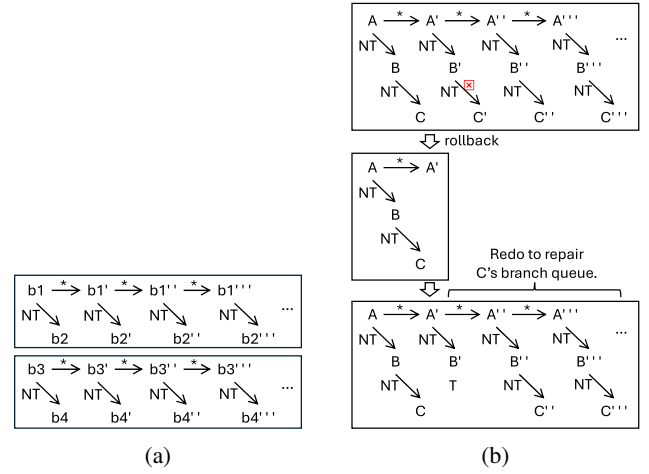 b1 * b1' * b1'' * b1''' ...
NT NT NT NT
b2 b2' b2'' b2'''
b3 * b3' * b3'' * b3''' ...
NT NT NT NT
b4 b4' b4'' b4'''
(a)
A * A' * A'' * A''' ...
NT NT NT NT
B B' B'' B'''
NT NT NT NT
C C' C'' C'''
rollback
A * A'
NT
B
NT
C
Redo to repair
C's branch queue.
A * A' * A'' * A''' ...
NT NT NT NT
B B' B'' B'''
NT T NT NT
C C'' C'''
(b)